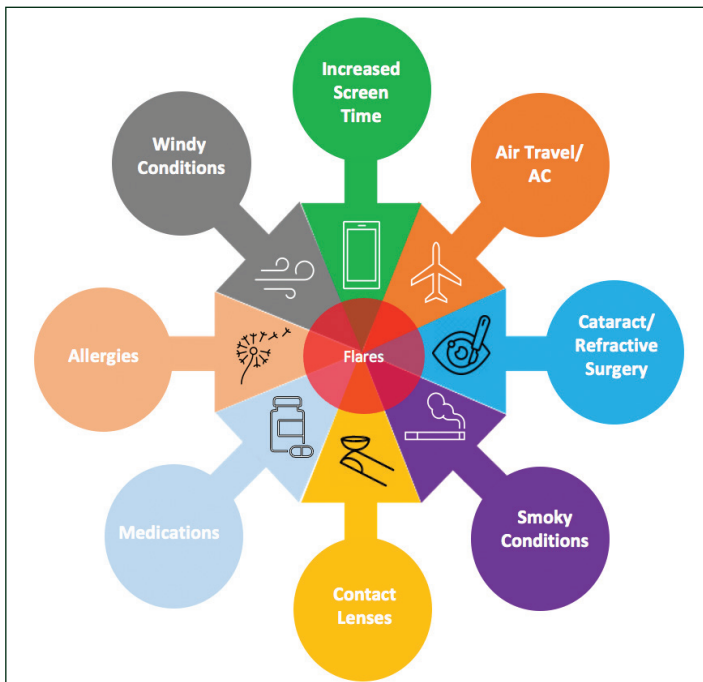 Increased
Screen
Time
Air Travel/
AC
Cataract/
Refractive
Surgery
Smoky
Conditions
Contact
Lenses
Medications
Allergies
Windy
Conditions
Flares